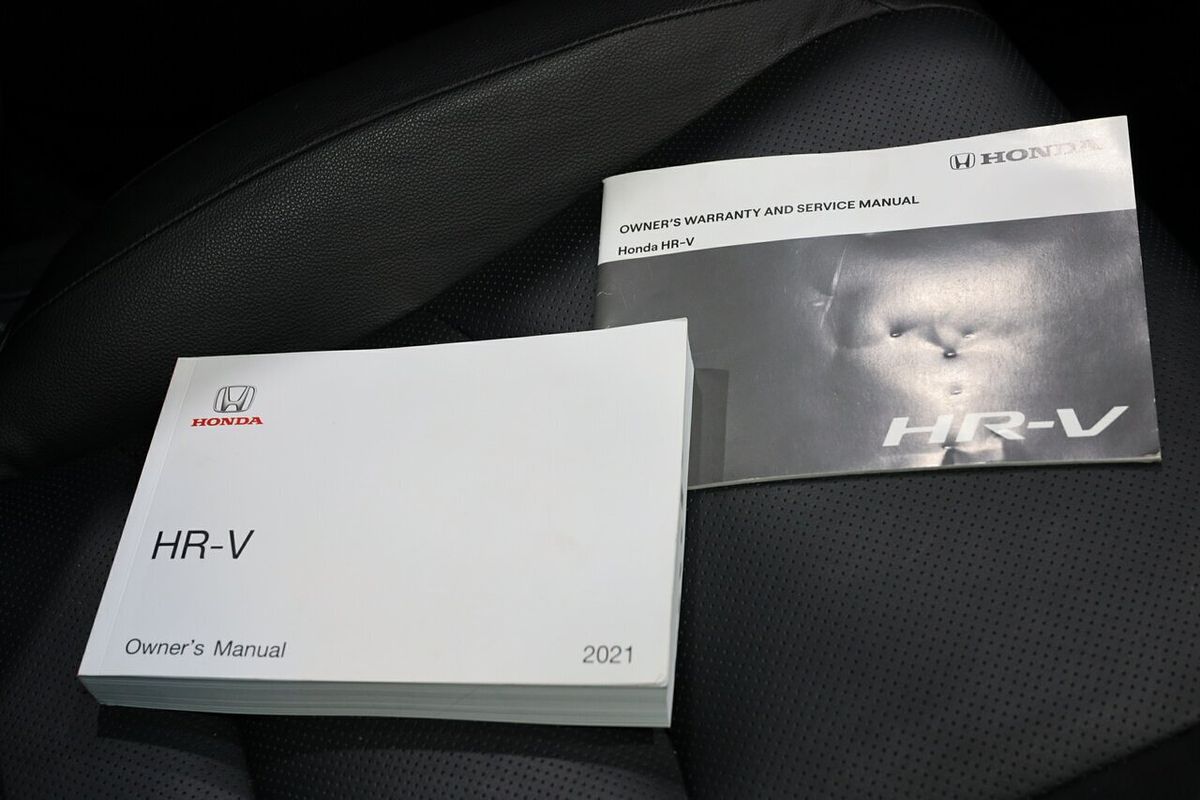 HONDA
OWNER'S WARRANTY AND SERVICE MANUAL
Honda HR-V
HR-V
HONDA
HR-V
Owner's Manual 2021